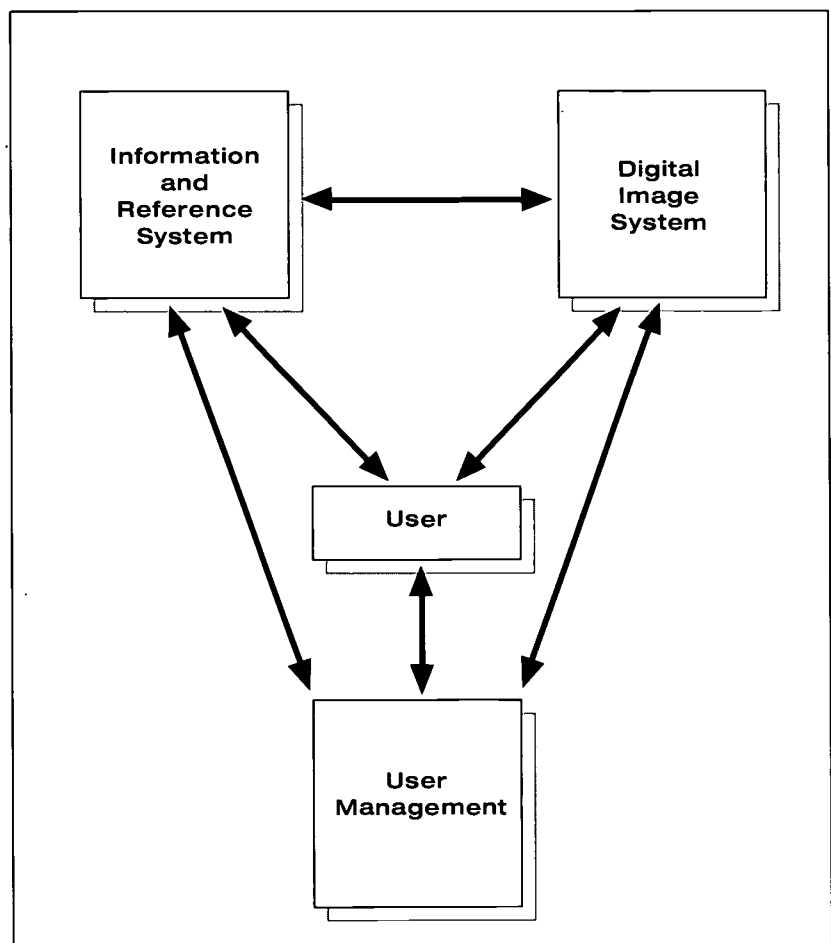 Information
and
Reference
System
Digital
Image
System
User
User
Management